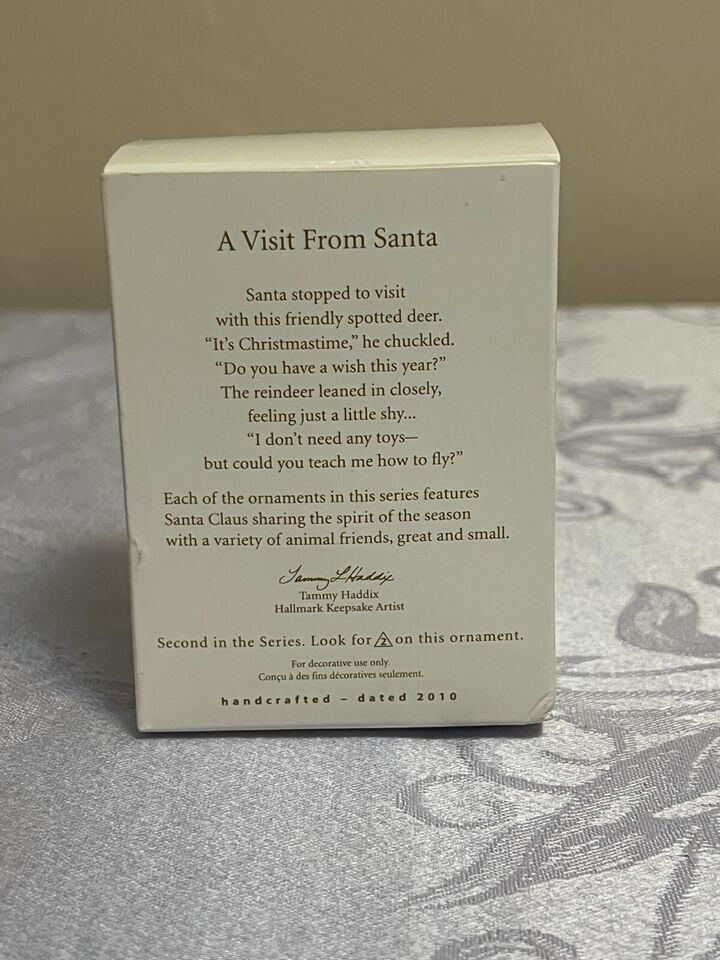 A Visit From Santa
Santa stopped to visit
with this friendly spotted deer.
“It’s Christmastime,” he chuckled.
“Do you have a wish this year?”
The reindeer leaned in closely,
feeling just a little shy...
“I don’t need any toys—
but could you teach me how to fly?”
Each of the ornaments in this series features
Santa Claus sharing the spirit of the season
with a variety of animal friends, great and small.
Tammy L Haddix
Tammy Haddix
Hallmark Keepsake Artist
Second in the Series. Look for 2 on this ornament.
For decorative use only.
Conçu à des fins décoratives seulement.
handcrafted – dated 2010